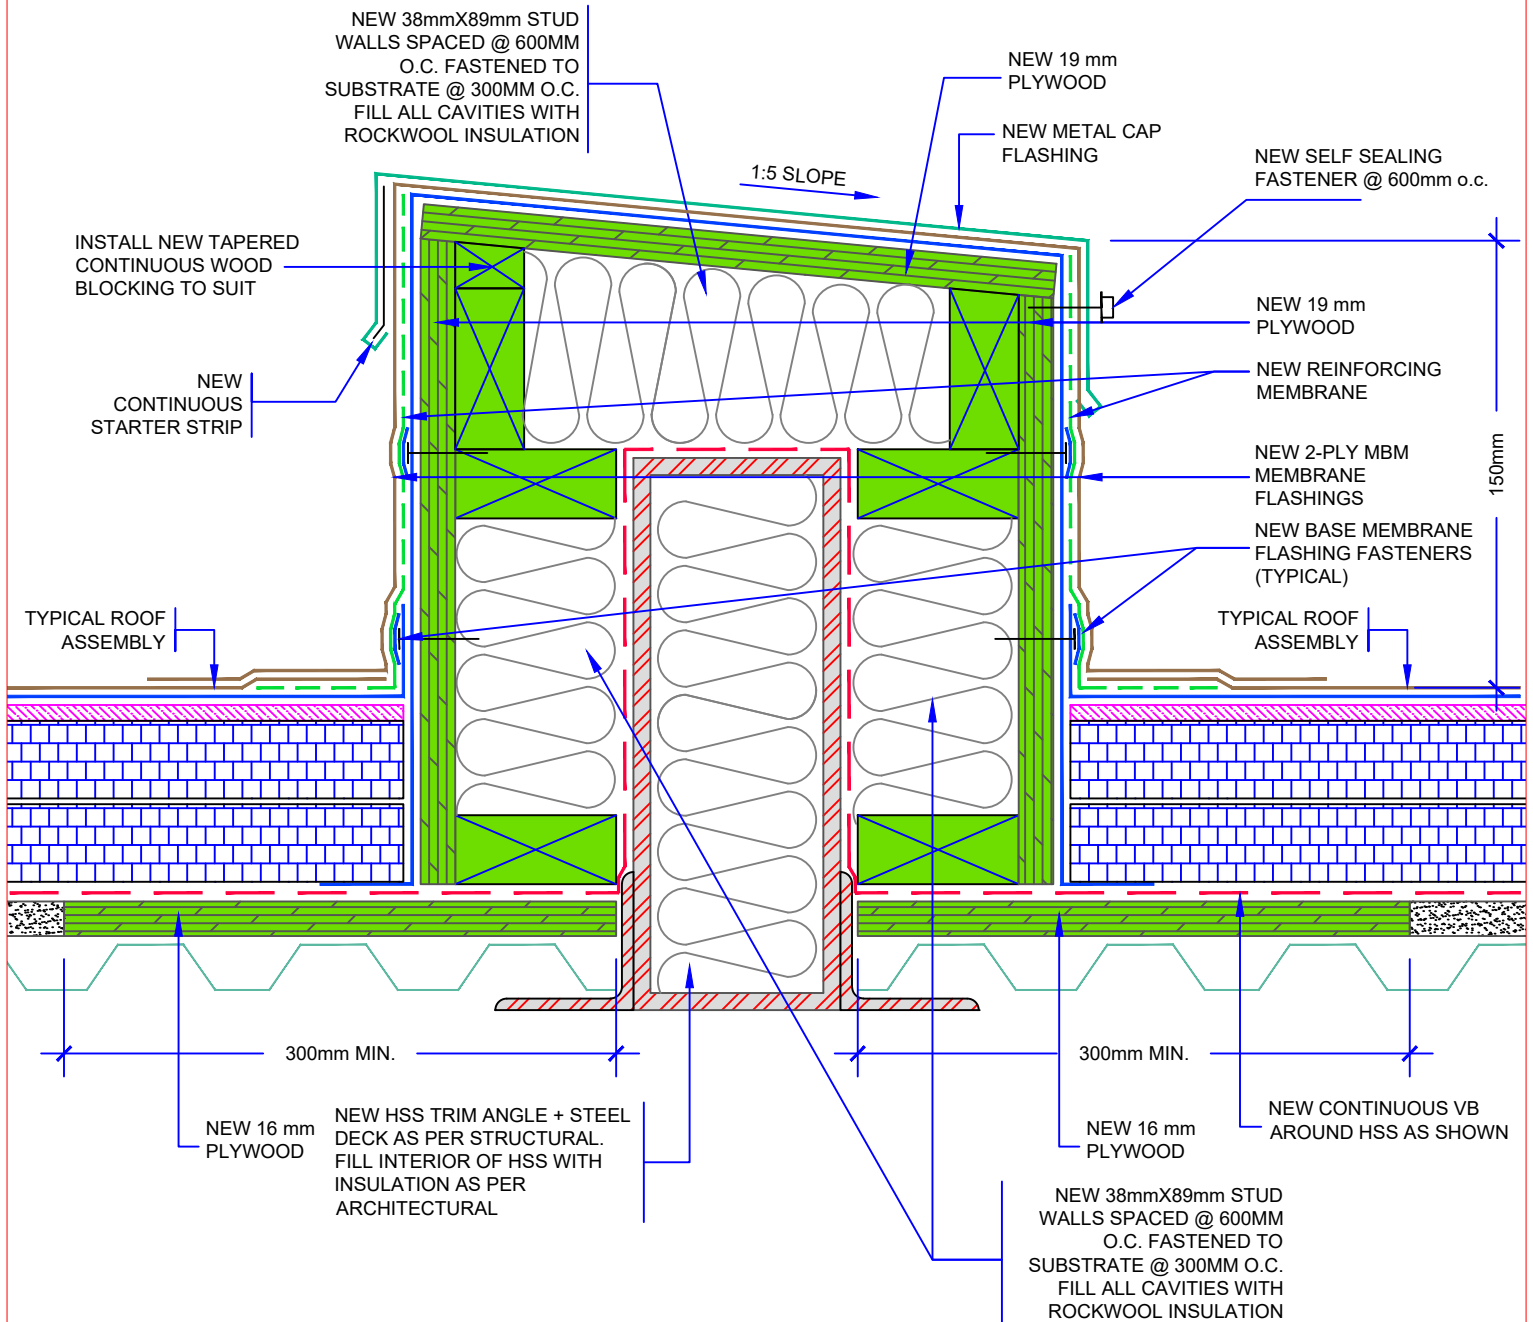 NEW 38mmX89mm STUD
WALLS SPACED @ 600MM
O.C. FASTENED TO
SUBSTRATE @ 300MM O.C.
FILL ALL CAVITIES WITH
ROCKWOOL INSULATION
NEW 19 mm
PLYWOOD
NEW METAL CAP
FLASHING
NEW SELF SEALING
FASTENER @ 600mm o.c.
1:5 SLOPE
INSTALL NEW TAPERED
CONTINUOUS WOOD
BLOCKING TO SUIT
NEW 19 mm
PLYWOOD
NEW
CONTINUOUS
STARTER STRIP
NEW REINFORCING
MEMBRANE
NEW 2-PLY MBM
MEMBRANE
FLASHINGS
150mm
NEW BASE MEMBRANE
FLASHING FASTENERS
(TYPICAL)
TYPICAL ROOF
ASSEMBLY
TYPICAL ROOF
ASSEMBLY
300mm MIN.
300mm MIN.
NEW 16 mm
PLYWOOD
NEW HSS TRIM ANGLE + STEEL
DECK AS PER STRUCTURAL.
FILL INTERIOR OF HSS WITH
INSULATION AS PER
ARCHITECTURAL
NEW 16 mm
PLYWOOD
NEW CONTINUOUS VB
AROUND HSS AS SHOWN
NEW 38mmX89mm STUD
WALLS SPACED @ 600MM
O.C. FASTENED TO
SUBSTRATE @ 300MM O.C.
FILL ALL CAVITIES WITH
ROCKWOOL INSULATION